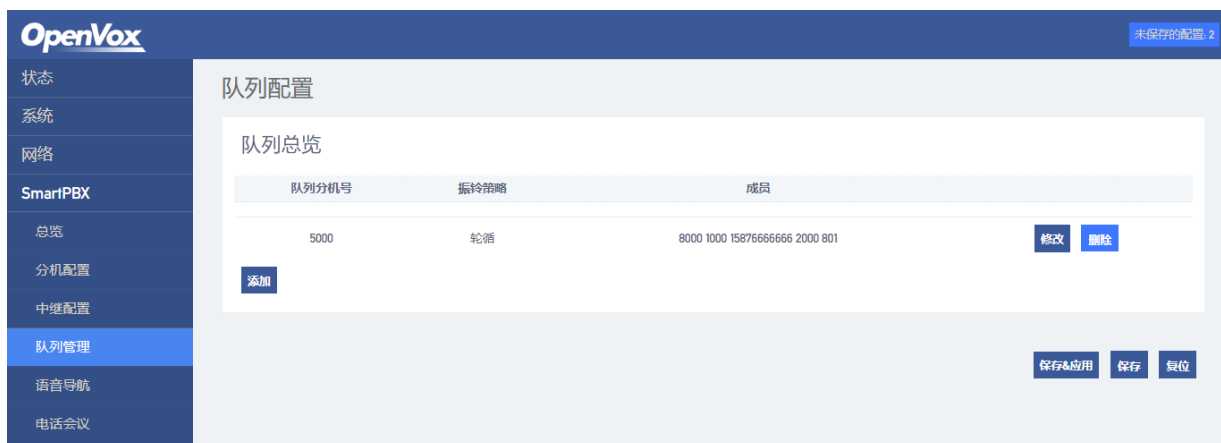 OpenVox
未保存的配置: 2
状态
系统
网络
SmartPBX
总览
分机配置
中继配置
队列管理
语音导航
电话会议
队列配置
队列总览
队列分机号 振铃策略 成员
5000 轮循 8000 1000 15876666666 2000 801 修改 删除
添加
保存&应用 保存 复位